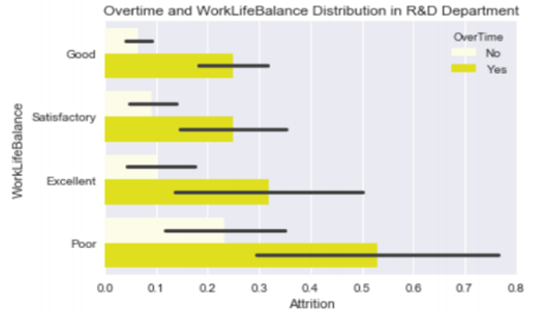 Overtime and WorkLifeBalance Distribution in R&D Department
OverTime
No
Yes
WorkLifeBalance
Good
Satisfactory
Excellent
Poor
0.0 0.1 0.2 0.3 0.4 0.5 0.6 0.7 0.8
Attrition